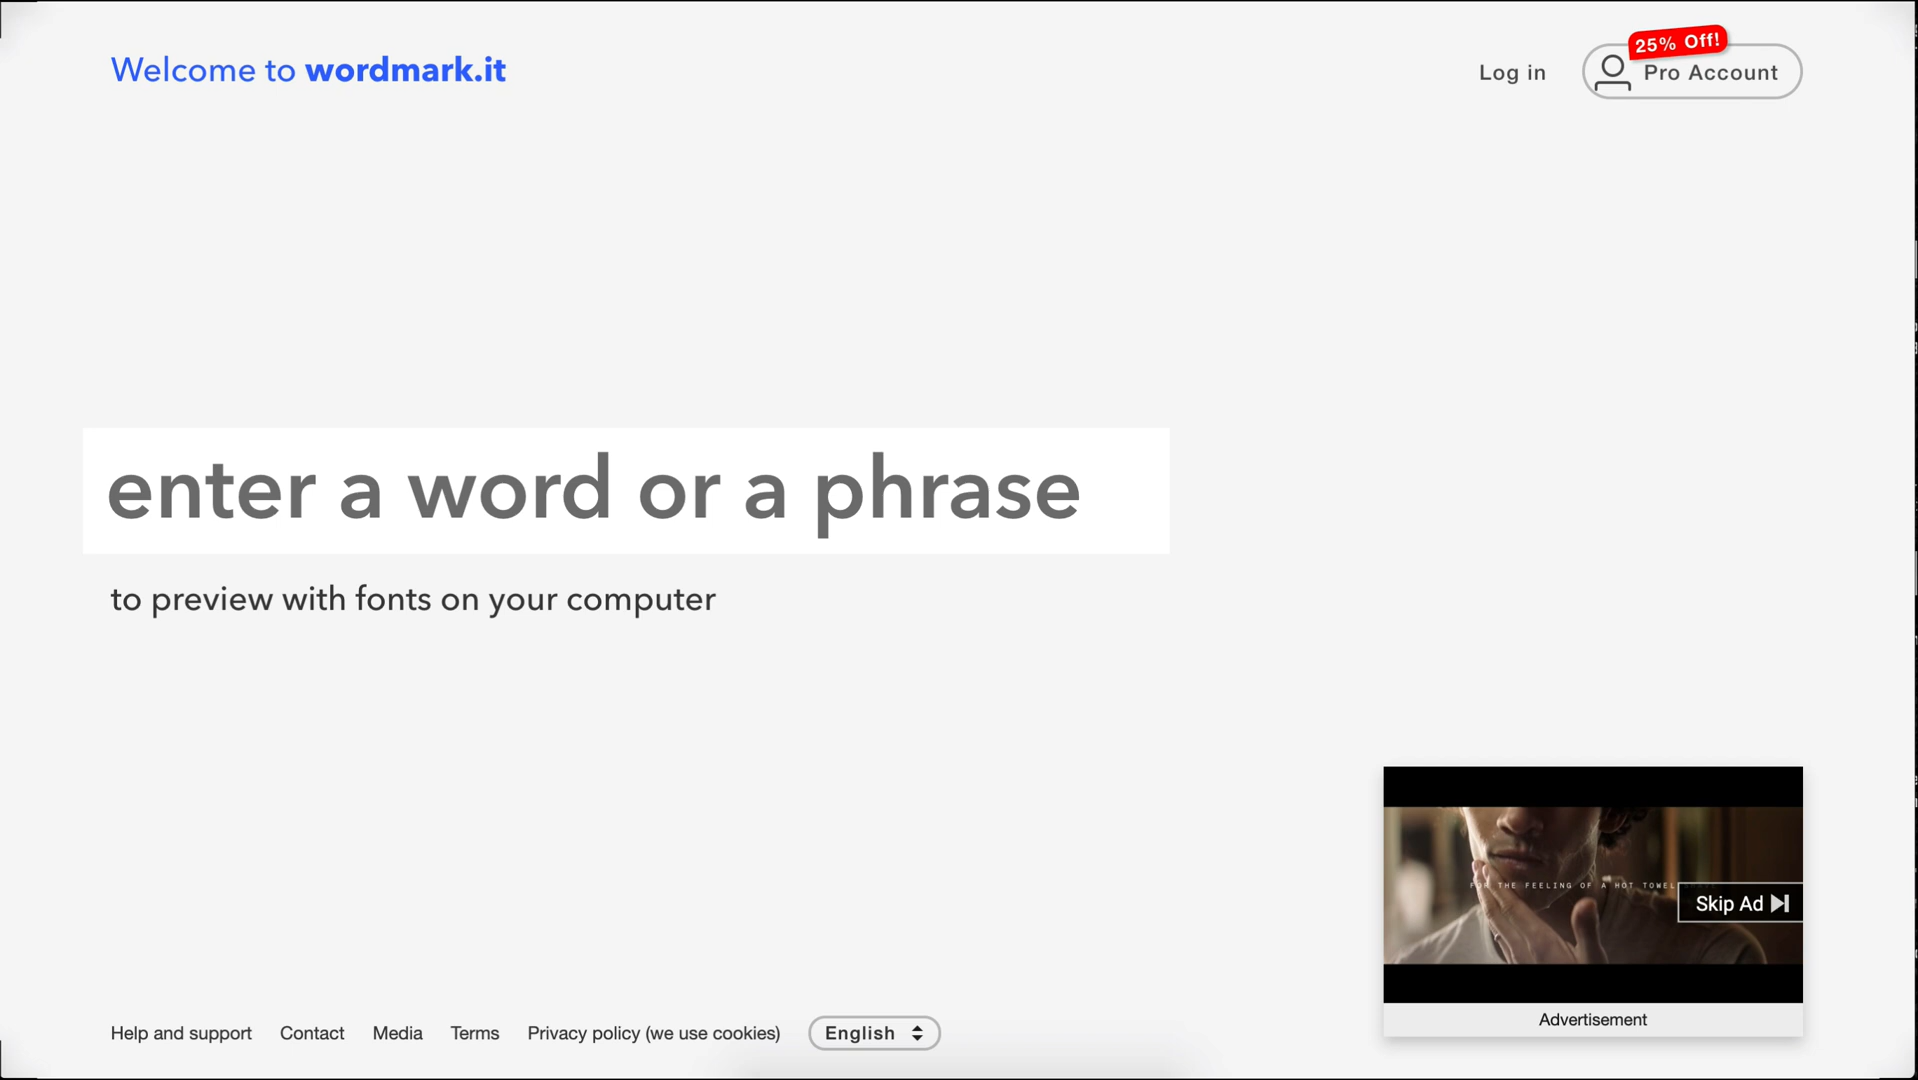 Welcome to wordmark.it
Log in
25% Off!
Pro Account
enter a word or a phrase
to preview with fonts on your computer
THE FEELING OF A HOT TOWEL
Skip Ad
Advertisement
Help and support
Contact
Media
Terms
Privacy policy (we use cookies)
English